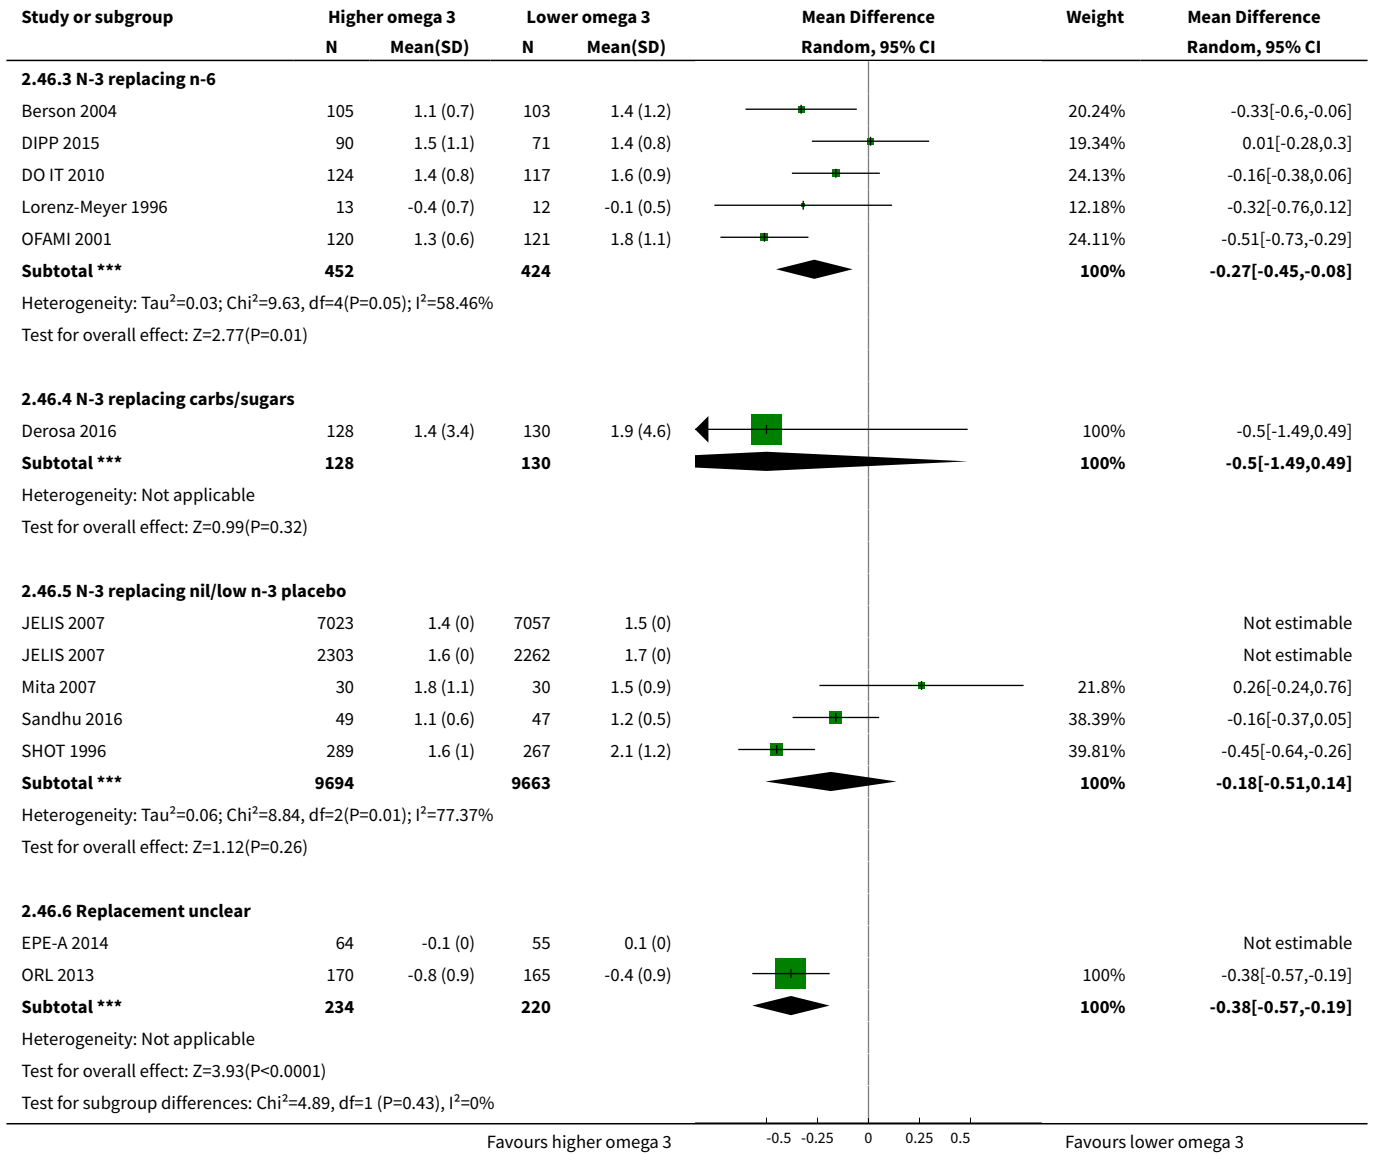 Study or subgroup Higher omega 3 Lower omega 3 Mean Difference Weight Mean Difference
N Mean(SD) N Mean(SD) Random, 95% CI Random, 95% CI
2.46.3 N-3 replacing n-6
Berson 2004 105 1.1 (0.7) 103 1.4 (1.2) 20.24% -0.33[-0.6,-0.06]
DIPP 2015 90 1.5 (1.1) 71 1.4 (0.8) 19.34% 0.01[-0.28,0.3]
DO IT 2010 124 1.4 (0.8) 117 1.6 (0.9) 24.13% -0.16[-0.38,0.06]
Lorenz-Meyer 1996 13 -0.4 (0.7) 12 -0.1 (0.5) 12.18% -0.32[-0.76,0.12]
OFAMI 2001 120 1.3 (0.6) 121 1.8 (1.1) 24.11% -0.51[-0.73,-0.29]
Subtotal *** 452 424 100% -0.27[-0.45,-0.08]
Heterogeneity: Tau²=0.03; Chi²=9.63, df=4(P=0.05); I²=58.46%
Test for overall effect: Z=2.77(P=0.01)
2.46.4 N-3 replacing carbs/sugars
Derosa 2016 128 1.4 (3.4) 130 1.9 (4.6) 100% -0.5[-1.49,0.49]
Subtotal *** 128 130 100% -0.5[-1.49,0.49]
Heterogeneity: Not applicable
Test for overall effect: Z=0.99(P=0.32)
2.46.5 N-3 replacing nil/low n-3 placebo
JELIS 2007 7023 1.4 (0) 7057 1.5 (0) Not estimable
JELIS 2007 2303 1.6 (0) 2262 1.7 (0) Not estimable
Mita 2007 30 1.8 (1.1) 30 1.5 (0.9) 21.8% 0.26[-0.24,0.76]
Sandhu 2016 49 1.1 (0.6) 47 1.2 (0.5) 38.39% -0.16[-0.37,0.05]
SHOT 1996 289 1.6 (1) 267 2.1 (1.2) 39.81% -0.45[-0.64,-0.26]
Subtotal *** 9694 9663 100% -0.18[-0.51,0.14]
Heterogeneity: Tau²=0.06; Chi²=8.84, df=2(P=0.01); I²=77.37%
Test for overall effect: Z=1.12(P=0.26)
2.46.6 Replacement unclear
EPE-A 2014 64 -0.1 (0) 55 0.1 (0) Not estimable
ORL 2013 170 -0.8 (0.9) 165 -0.4 (0.9) 100% -0.38[-0.57,-0.19]
Subtotal *** 234 220 100% -0.38[-0.57,-0.19]
Heterogeneity: Not applicable
Test for overall effect: Z=3.93(P<0.0001)
Test for subgroup differences: Chi²=4.89, df=1 (P=0.43), I²=0%
Favours higher omega 3 -0.5 -0.25 0 0.25 0.5 Favours lower omega 3